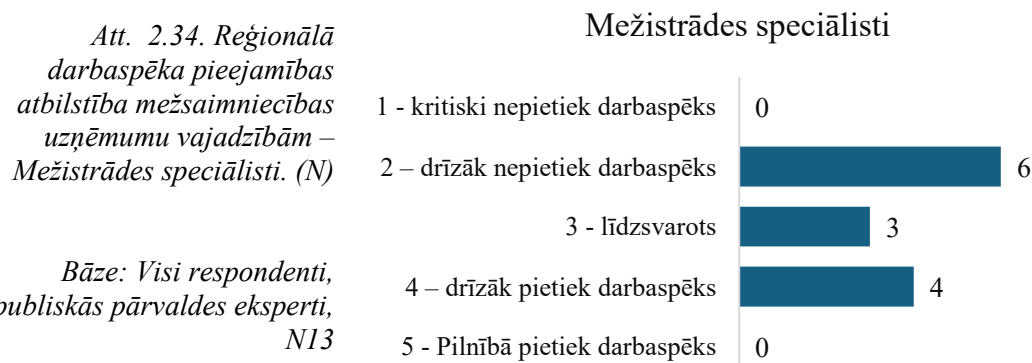 Att. 2.34. Reģionālā
darbaspēka pieejamības
atbilstība mežsaimniecības
uzņēmumu vajadzībām –
Mežistrādes speciālisti. (N)
Bāze: Visi respondenti,
publiskās pārvaldes eksperti,
N13
Mežistrādes speciālisti
1 - kritiski nepietiek darbaspēks 0
2 – drīzāk nepietiek darbaspēks 6
3 - līdzsvarots 3
4 – drīzāk pietiek darbaspēks 4
5 - Pilnībā pietiek darbaspēks 0